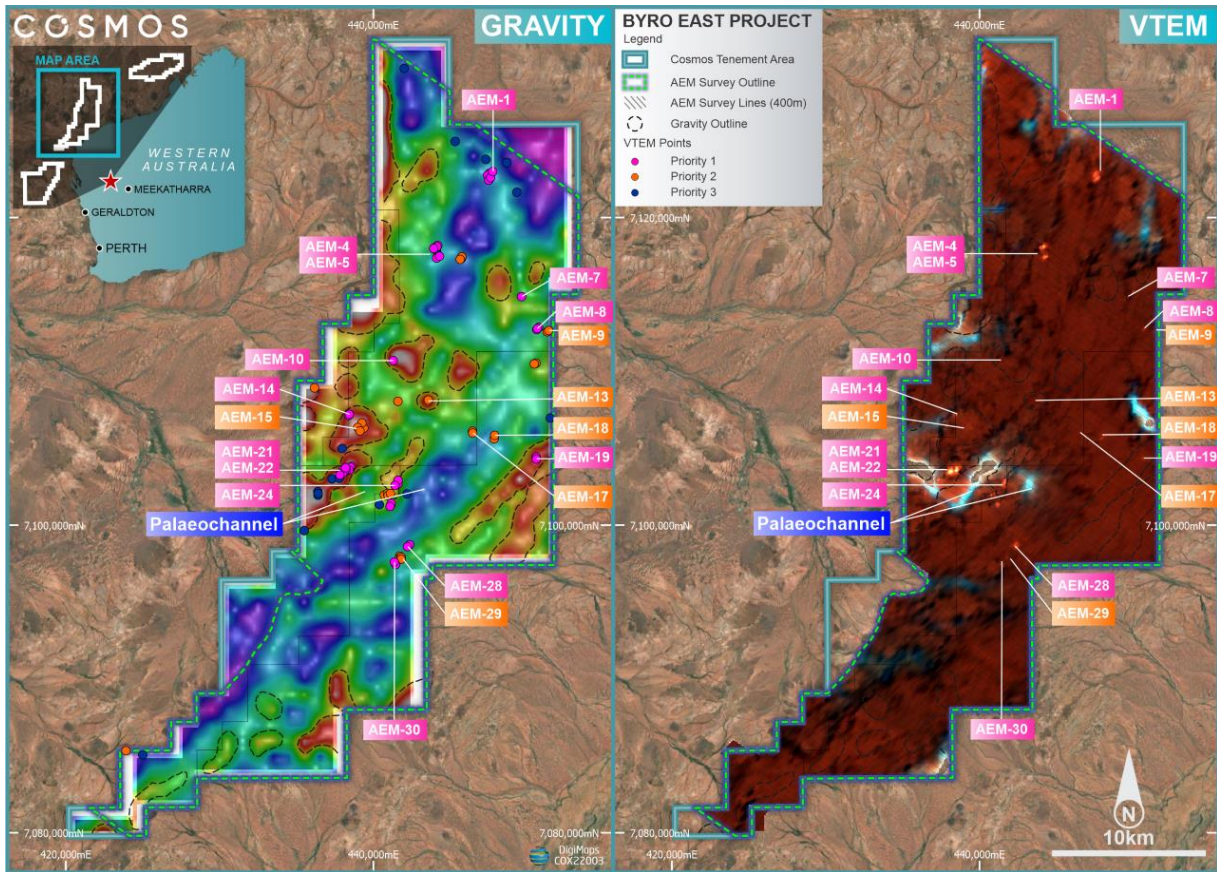 COSMOS
MAP AREA
WESTERN
AUSTRALIA
MEEKATHARRA
GERALDTON
PERTH
440,000mE
GRAVITY
AEM-1
AEM-4
AEM-5
AEM-7
AEM-8
AEM-9
AEM-10
AEM-13
AEM-14
AEM-15
AEM-18
AEM-21
AEM-22
AEM-19
AEM-24
AEM-17
Palaeochannel
7,100,000mN
AEM-28
AEM-29
AEM-30
7,080,000mN
7,080,000mN
420,000mE
440,000mE
DigiMaps
COX22003
BYRO EAST PROJECT
Legend
Cosmos Tenement Area
AEM Survey Outline
AEM Survey Lines (400m)
Gravity Outline
VTEM Points
Priority 1
Priority 2
Priority 3
440,000mE
VTEM
AEM-1
7,120,000mN
7,120,000mN
AEM-4
AEM-5
AEM-7
AEM-8
AEM-9
AEM-10
AEM-14
AEM-13
AEM-15
AEM-18
AEM-21
AEM-22
AEM-19
AEM-24
AEM-17
Palaeochannel
7,100,000mN
7,100,000mN
AEM-28
AEM-29
AEM-30
N
10km
7,080,000mN
420,000mE
440,000mE